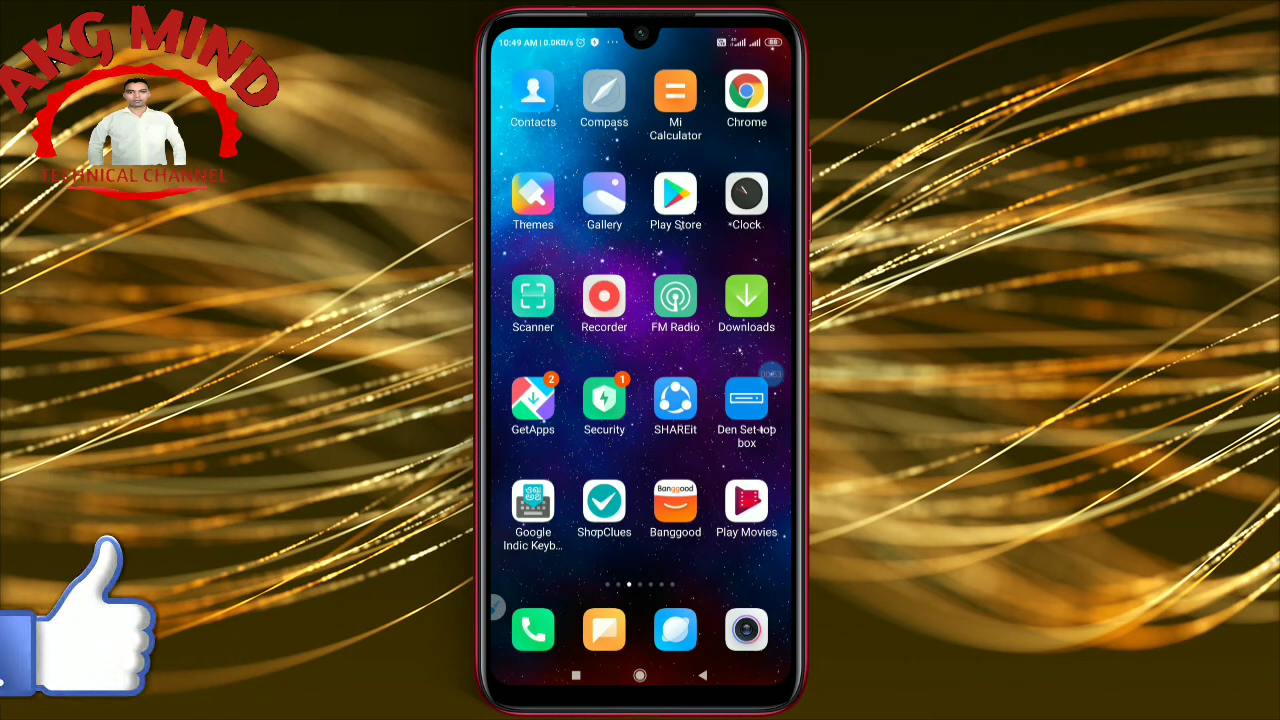 AKG MIND
TECHNICAL CHANNEL
10:49 AM | 0.0KB/s
Contacts
Compass
Mi
Calculator
Chrome
Themes
Gallery
Play Store
Clock
Scanner
Recorder
FM Radio
Downloads
2
1
00:53
GetApps
Security
SHAREit
Den Set-top
box
Banggood
Google
Indic Keyb...
ShopClues
Banggood
Play Movies